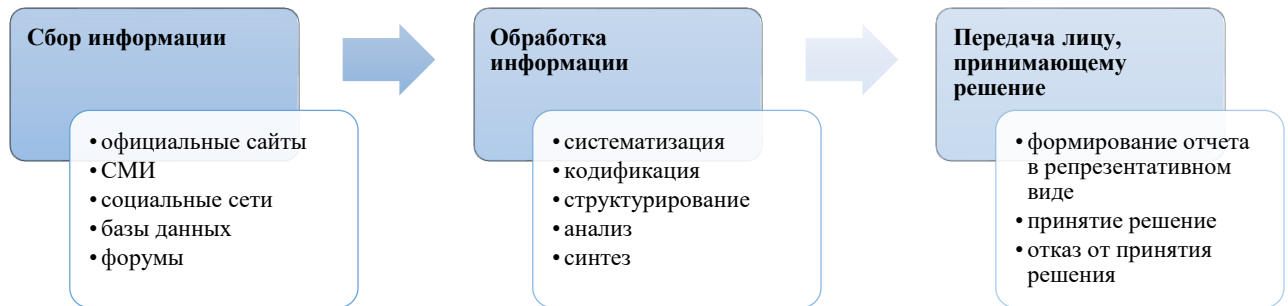 Сбор информации
• официальные сайты
• СМИ
• социальные сети
• базы данных
• форумы
Обработка
информации
• систематизация
• кодификация
• структурирование
• анализ
• синтез
Передача лицу,
принимающему
решение
• формирование отчета
в репрезентативном
виде
• принятие решение
• отказ от принятия
решения